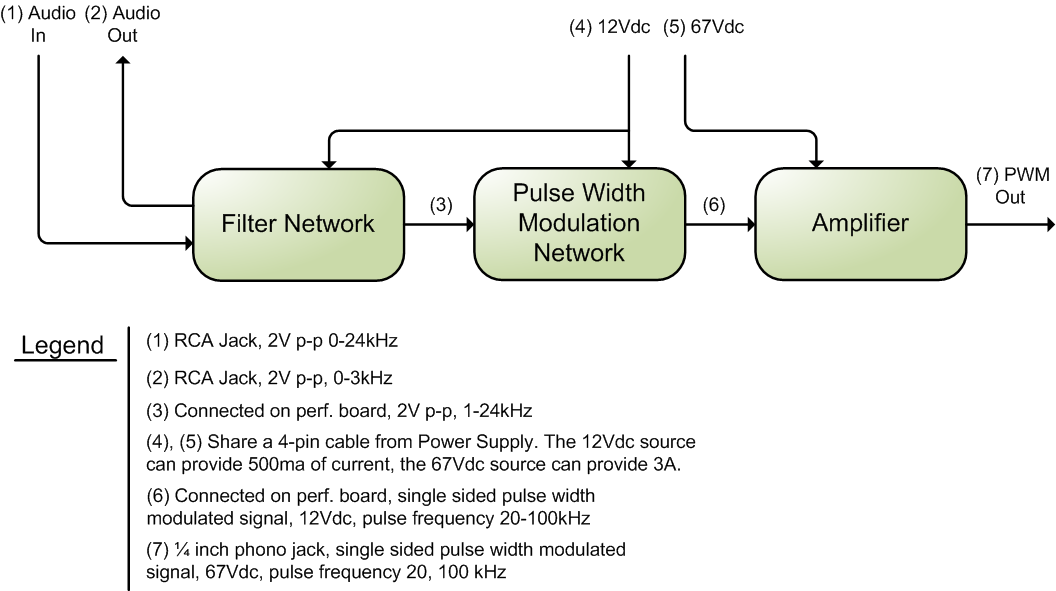 (1) Audio In
(2) Audio Out
(4) 12Vdc
(5) 67Vdc
Filter Network
(3)
Pulse Width
Modulation
Network
(6)
Amplifier
(7) PWM
Out
Legend
(1) RCA Jack, 2V p-p 0-24kHz
(2) RCA Jack, 2V p-p, 0-3kHz
(3) Connected on perf. board, 2V p-p, 1-24kHz
(4), (5) Share a 4-pin cable from Power Supply. The 12Vdc source
can provide 500ma of current, the 67Vdc source can provide 3A.
(6) Connected on perf. board, single sided pulse width
modulated signal, 12Vdc, pulse frequency 20-100kHz
(7) ¼ inch phono jack, single sided pulse width modulated
signal, 67Vdc, pulse frequency 20, 100 kHz